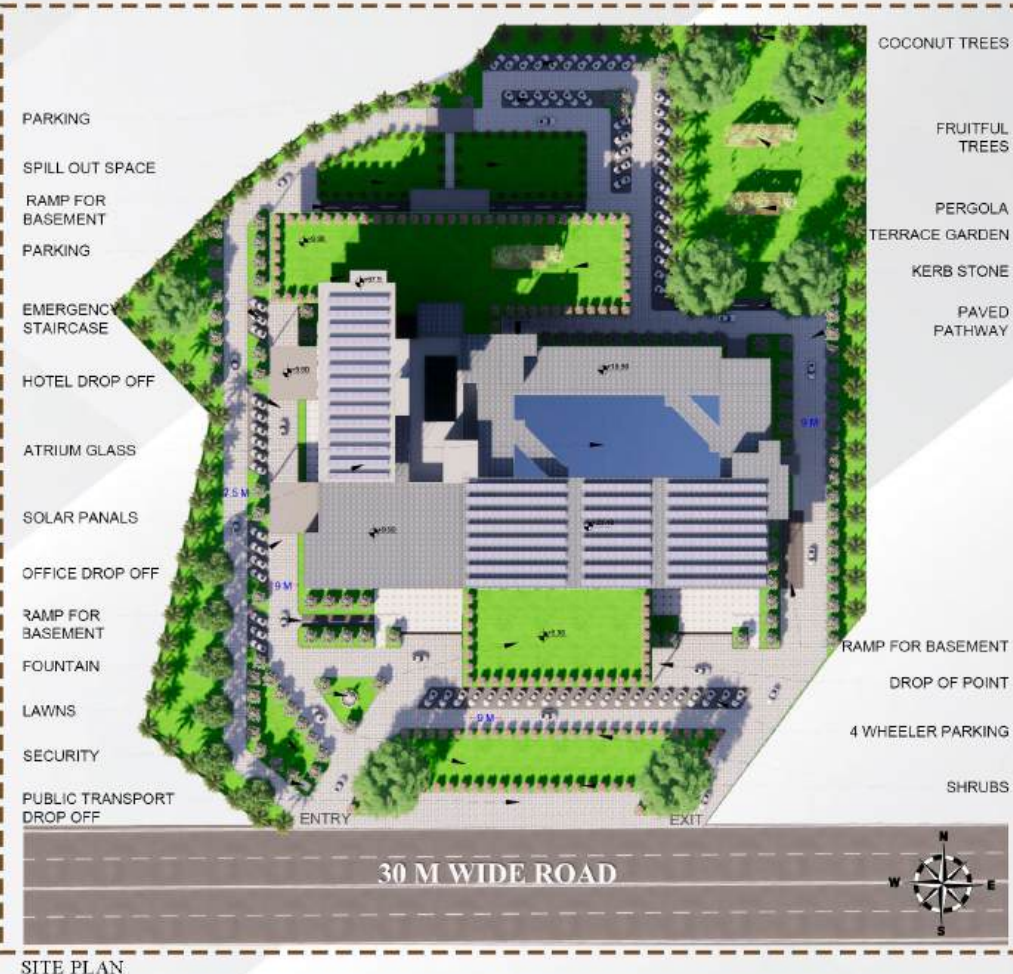 COCONUT TREES
PARKING
FRUITFUL
TREES
SPILL OUT SPACE
RAMP FOR
BASEMENT
PERGOLA
TERRACE GARDEN
PARKING
KERB STONE
EMERGENCY
STAIRCASE
PAVED
PATHWAY
HOTEL DROP OFF
9 M
ATRIUM GLASS
7.5 M
SOLAR PANALS
OFFICE DROP OFF
9 M
RAMP FOR
BASEMENT
RAMP FOR BASEMENT
FOUNTAIN
DROP OF POINT
LAWNS
9 M
4 WHEELER PARKING
SECURITY
SHRUBS
PUBLIC TRANSPORT
DROP OFF
ENTRY
EXIT
30 M WIDE ROAD
N
W
E
S
SITE PLAN